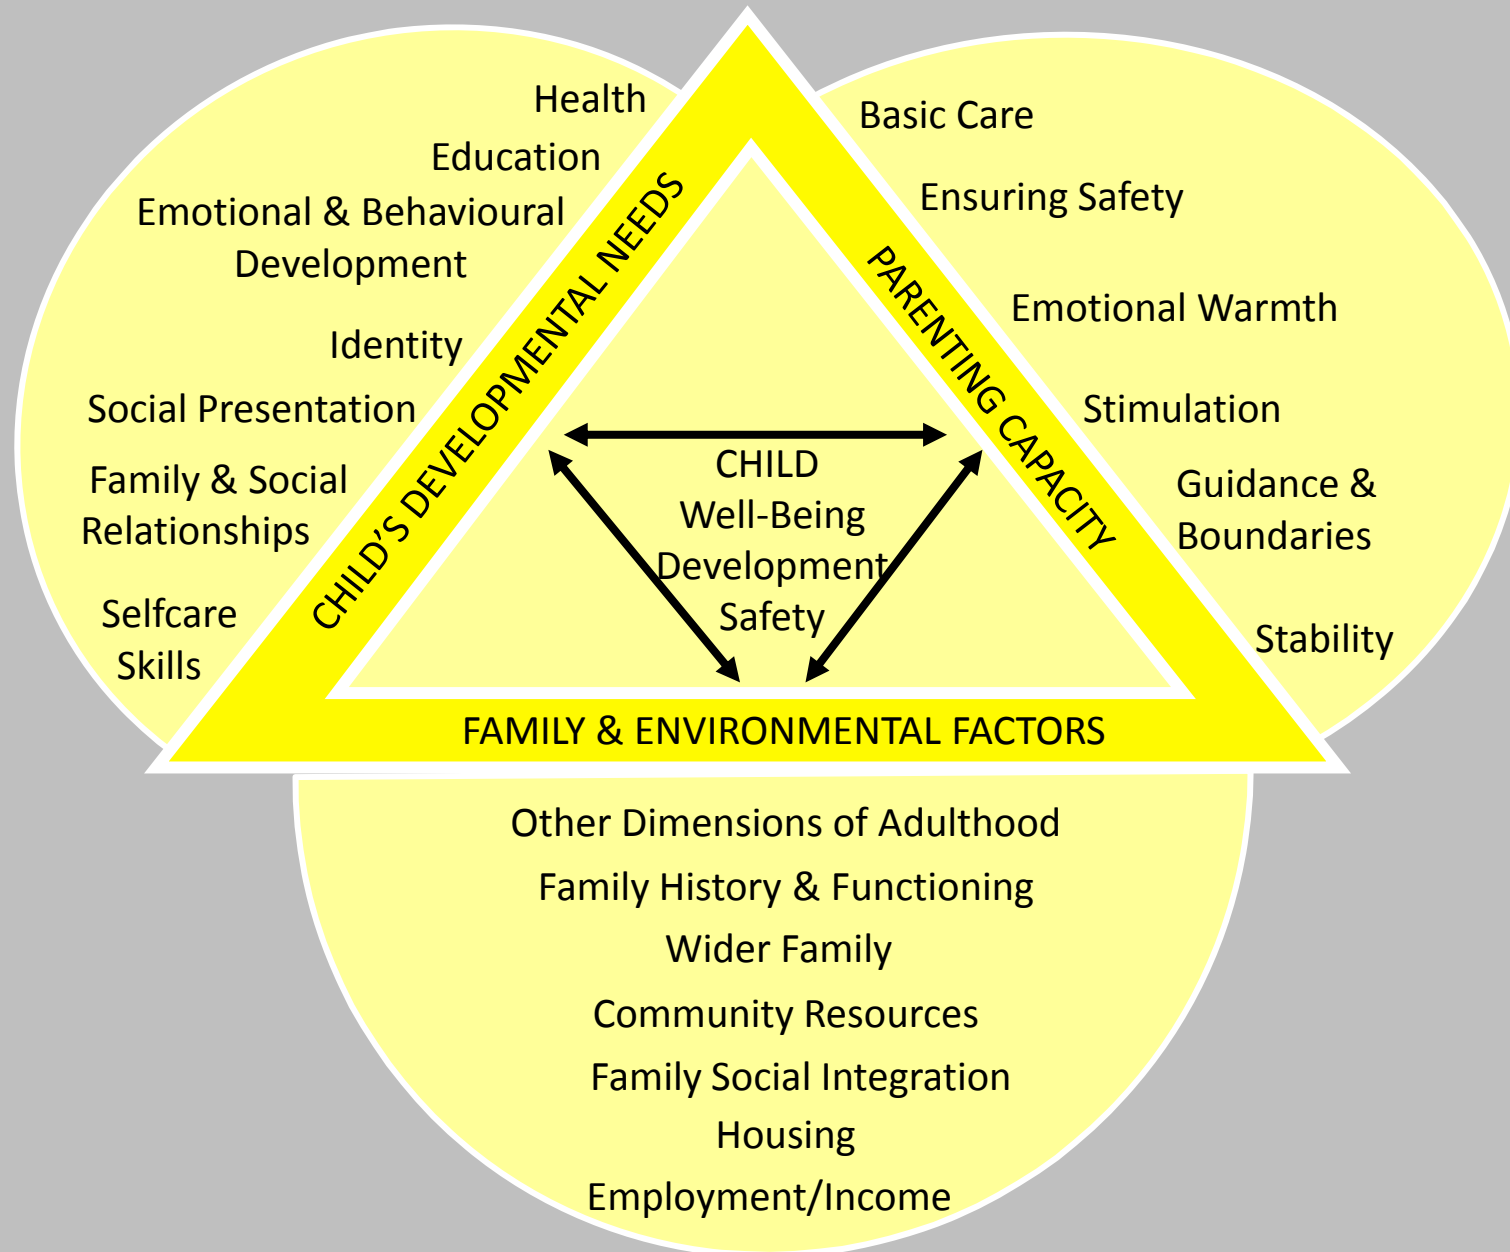 Health
Education
Emotional & Behavioural
Development
Identity
Social Presentation
Family & Social
Relationships
Selfcare
Skills
CHILD'S DEVELOPMENTAL NEEDS
Basic Care
Ensuring Safety
Emotional Warmth
Stimulation
Guidance &
Boundaries
Stability
PARENTING CAPACITY
CHILD
Well-Being
Development
Safety
FAMILY & ENVIRONMENTAL FACTORS
Other Dimensions of Adulthood
Family History & Functioning
Wider Family
Community Resources
Family Social Integration
Housing
Employment/Income